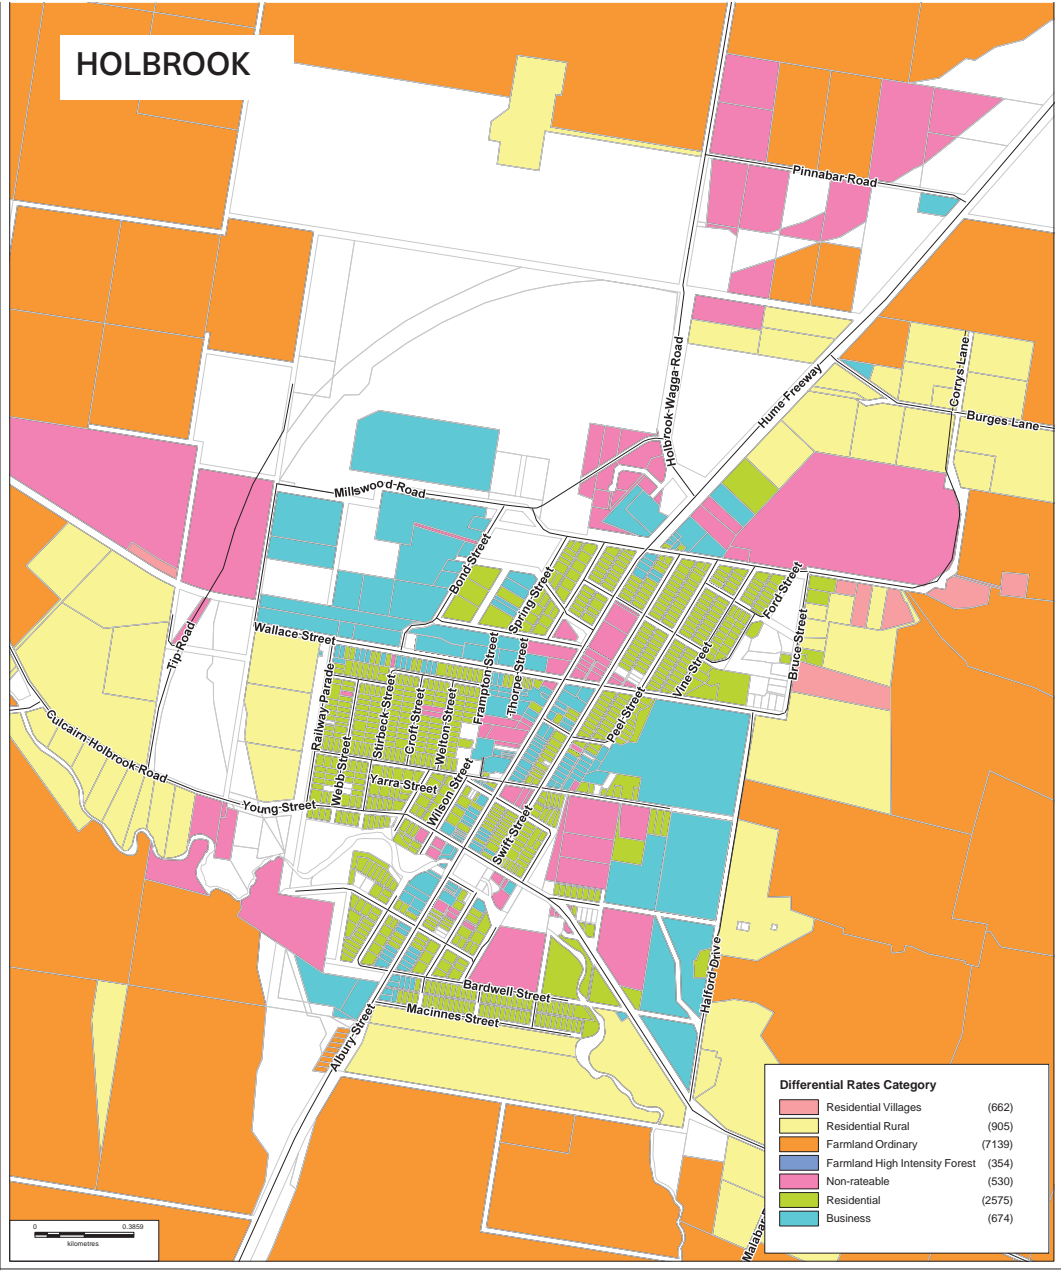 HOLBROOK
Pinnabar Road
Holbrook-Wagga Road
Hume Freeway
Corrys Lane
Burges Lane
Millswood Road
Bond Street
Spring Street
Ford Street
Bruce Street
Wallace Street
Tip Road
Railway Parade
Webb Street
Stirbeck Street
Croft Street
Welton Street
Frampton Street
Thorpe Street
Peel Street
Vine Street
Culcairn Holbrook Road
Young Street
Yarra Street
Wilson Street
Swift Street
Halford Drive
Bardwell Street
Macinnes Street
Albury Street
Differential Rates Category
Residential Villages (662)
Residential Rural (905)
Farmland Ordinary (7139)
Farmland High Intensity Forest (354)
Non-rateable (530)
Residential (2575)
Business (674)
Malabar
0 0.3859
kilometres